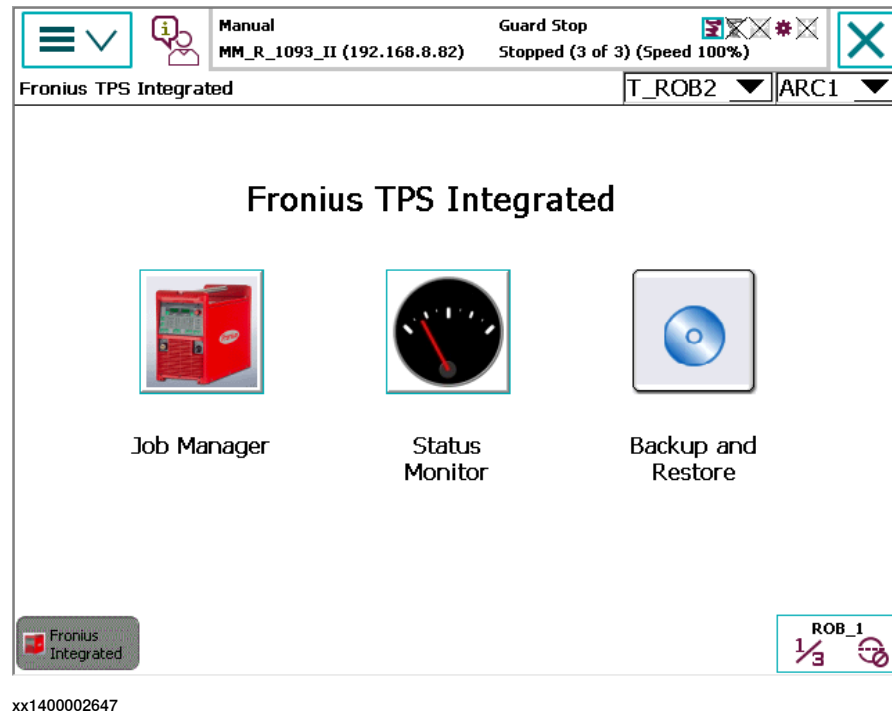 Manual
Guard Stop
MM_R_1093_II (192.168.8.82)
Stopped (3 of 3) (Speed 100%)
Fronius TPS Integrated
T_ROB2
ARC1
Fronius TPS Integrated
Job Manager
Status
Monitor
Backup and
Restore
Fronius
Integrated
ROB_1
1/3
xx1400002647